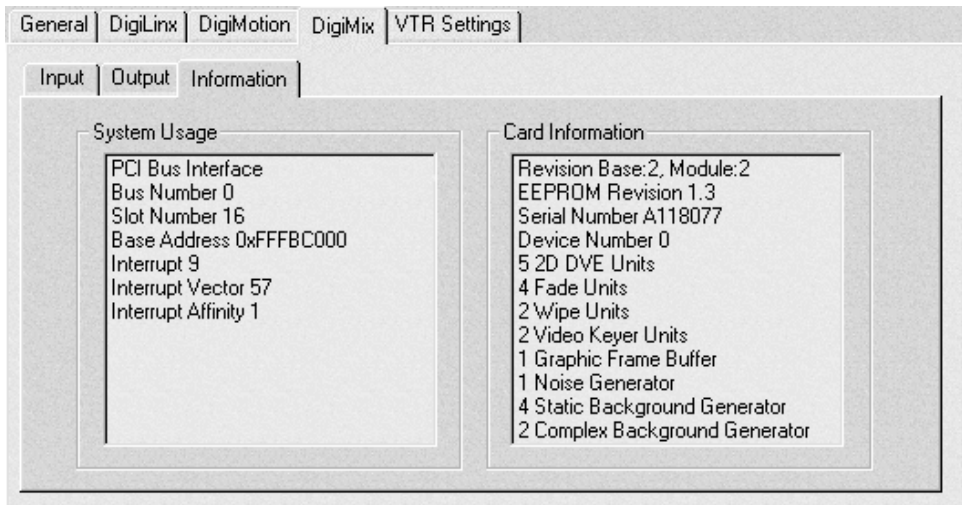 General DigiLinx DigiMotion DigiMix VTR Settings
Input Output Information
System Usage
PCI Bus Interface
Bus Number 0
Slot Number 16
Base Address 0xFFFBC000
Interrupt 9
Interrupt Vector 57
Interrupt Affinity 1
Card Information
Revision Base:2, Module:2
EEPROM Revision 1.3
Serial Number A118077
Device Number 0
5 2D DVE Units
4 Fade Units
2 Wipe Units
2 Video Keyer Units
1 Graphic Frame Buffer
1 Noise Generator
4 Static Background Generator
2 Complex Background Generator